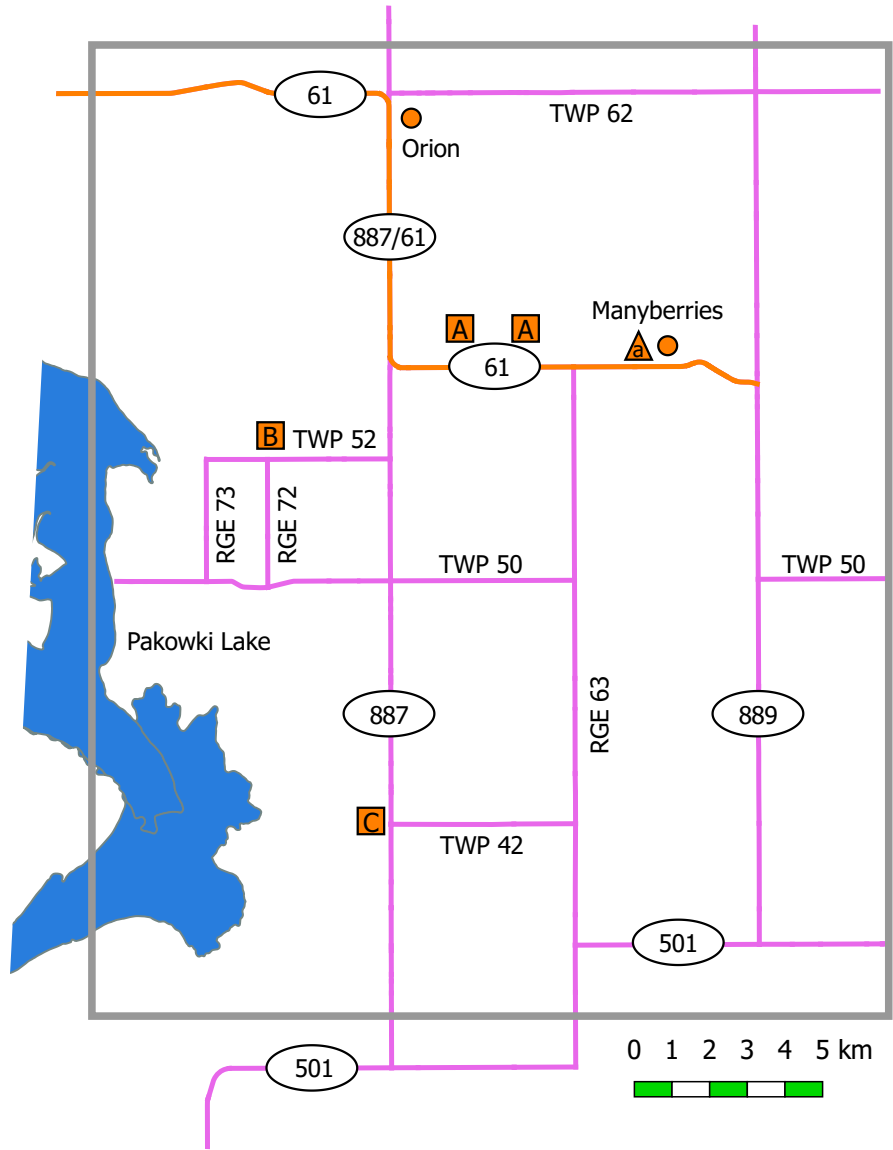 61
TWP 62
Orion
887/61
Manyberries
A
A
a
61
B
TWP 52
RGE 73
RGE 72
TWP 50
TWP 50
Pakowki Lake
RGE 63
887
889
C
TWP 42
501
0 1 2 3 4 5 km
501